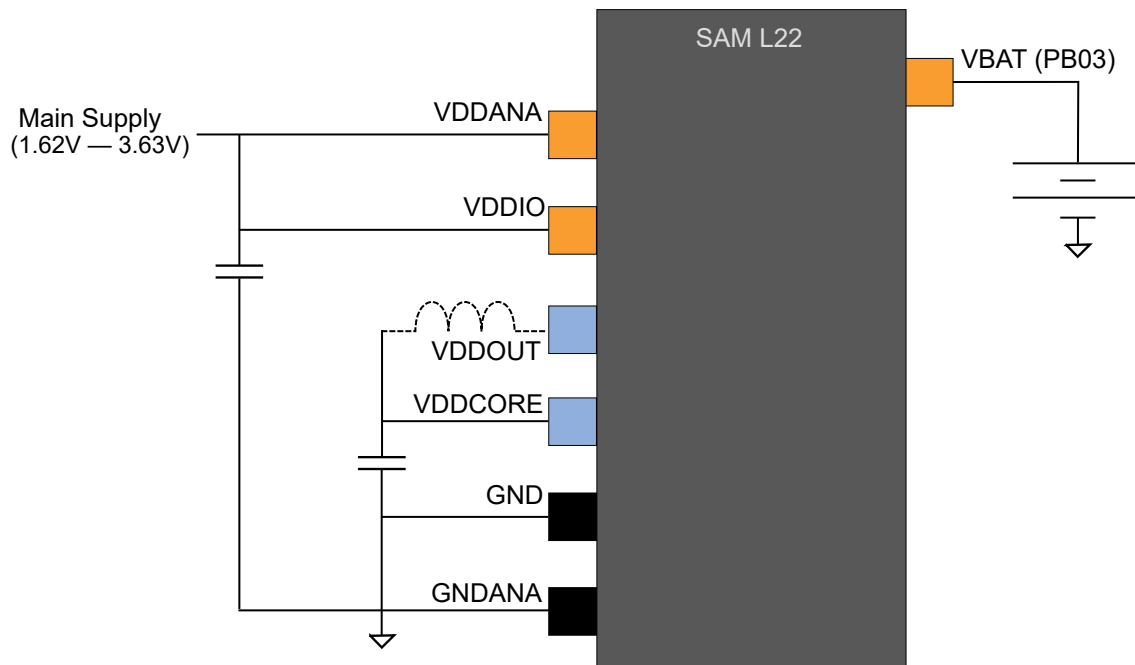 SAM L22
VBAT (PB03)
VDDANA
Main Supply
(1.62V — 3.63V)
VDDIO
VDDOUT
VDDCORE
GND
GNDANA